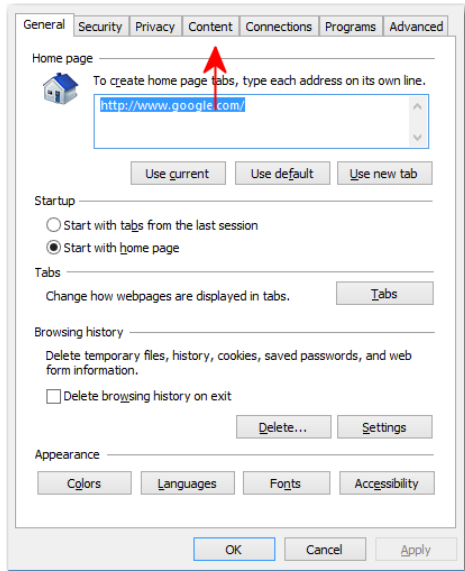 General Security Privacy Content Connections Programs Advanced
Home page
To create home page tabs, type each address on its own line.
http://www.google.com/
Use current Use default Use new tab
Startup
Start with tabs from the last session
Start with home page
Tabs
Change how webpages are displayed in tabs. Tabs
Browsing history
Delete temporary files, history, cookies, saved passwords, and web
form information.
Delete browsing history on exit
Delete... Settings
Appearance
Colors Languages Fonts Accessibility
OK Cancel Apply